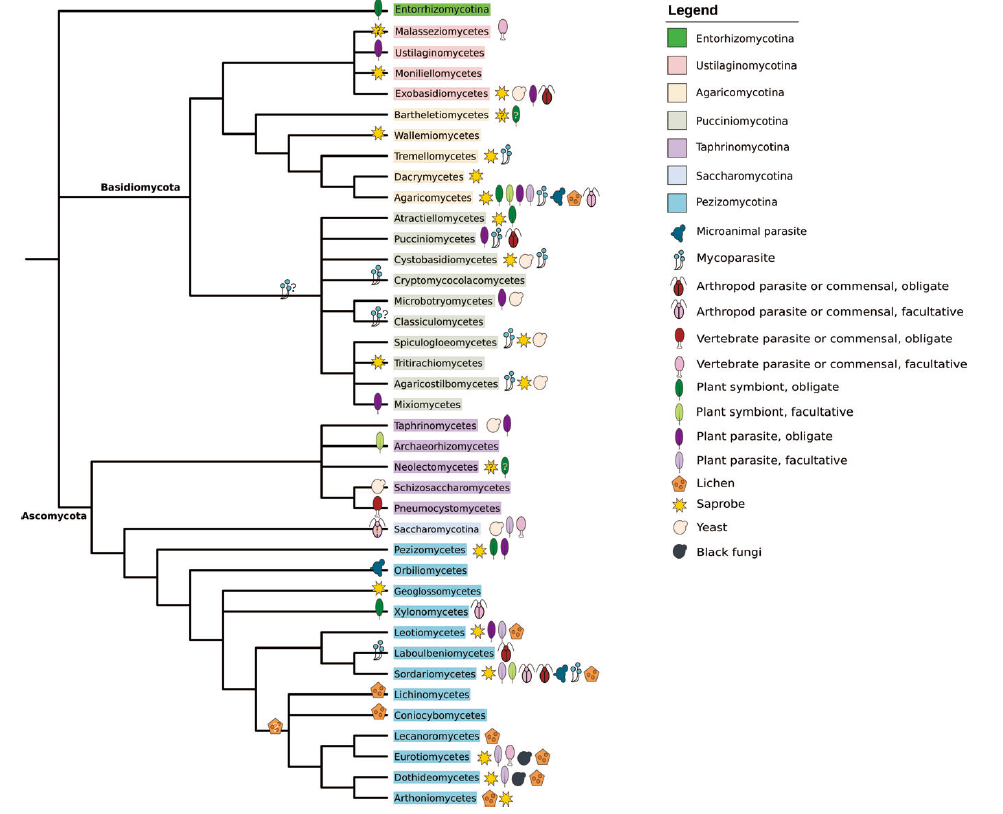 Entorrhizomycotina
Malasseziomycetes
Ustilaginomycetes
Moniliellomycetes
Exobasidiomycetes
Bartheletiomycetes
Wallemiomycetes
Tremellomycetes
Basidiomycota
Dacrymycetes
Agaricomycetes
Atractiellomycetes
Pucciniomycetes
Cystobasidiomycetes
Cryptomycocolacomycetes
?
Microbotryomycetes
?
Classiculomycetes
Spiculogloeomycetes
Tritirachiomycetes
Agaricostilbomycetes
Mixiomycetes
Taphrinomycetes
Archaeorhizomycetes
Neolectomycetes
Schizosaccharomycetes
Pneumocystomycetes
Ascomycota
Saccharomycotina
Pezizomycetes
Orbiliomycetes
Geoglossomycetes
Xylonomycetes
Leotiomycetes
Laboulbeniomycetes
Sordariomycetes
Lichinomycetes
Coniocybomycetes
Lecanoromycetes
Eurotiomycetes
Dothideomycetes
Arthoniomycetes
Legend
Entorhizomycotina
Ustilaginomycotina
Agaricomycotina
Pucciniomycotina
Taphrinomycotina
Saccharomycotina
Pezizomycotina
Microanimal parasite
Mycoparasite
Arthropod parasite or commensal, obligate
Arthropod parasite or commensal, facultative
Vertebrate parasite or commensal, obligate
Vertebrate parasite or commensal, facultative
Plant symbiont, obligate
Plant symbiont, facultative
Plant parasite, obligate
Plant parasite, facultative
Lichen
Saprobe
Yeast
Black fungi